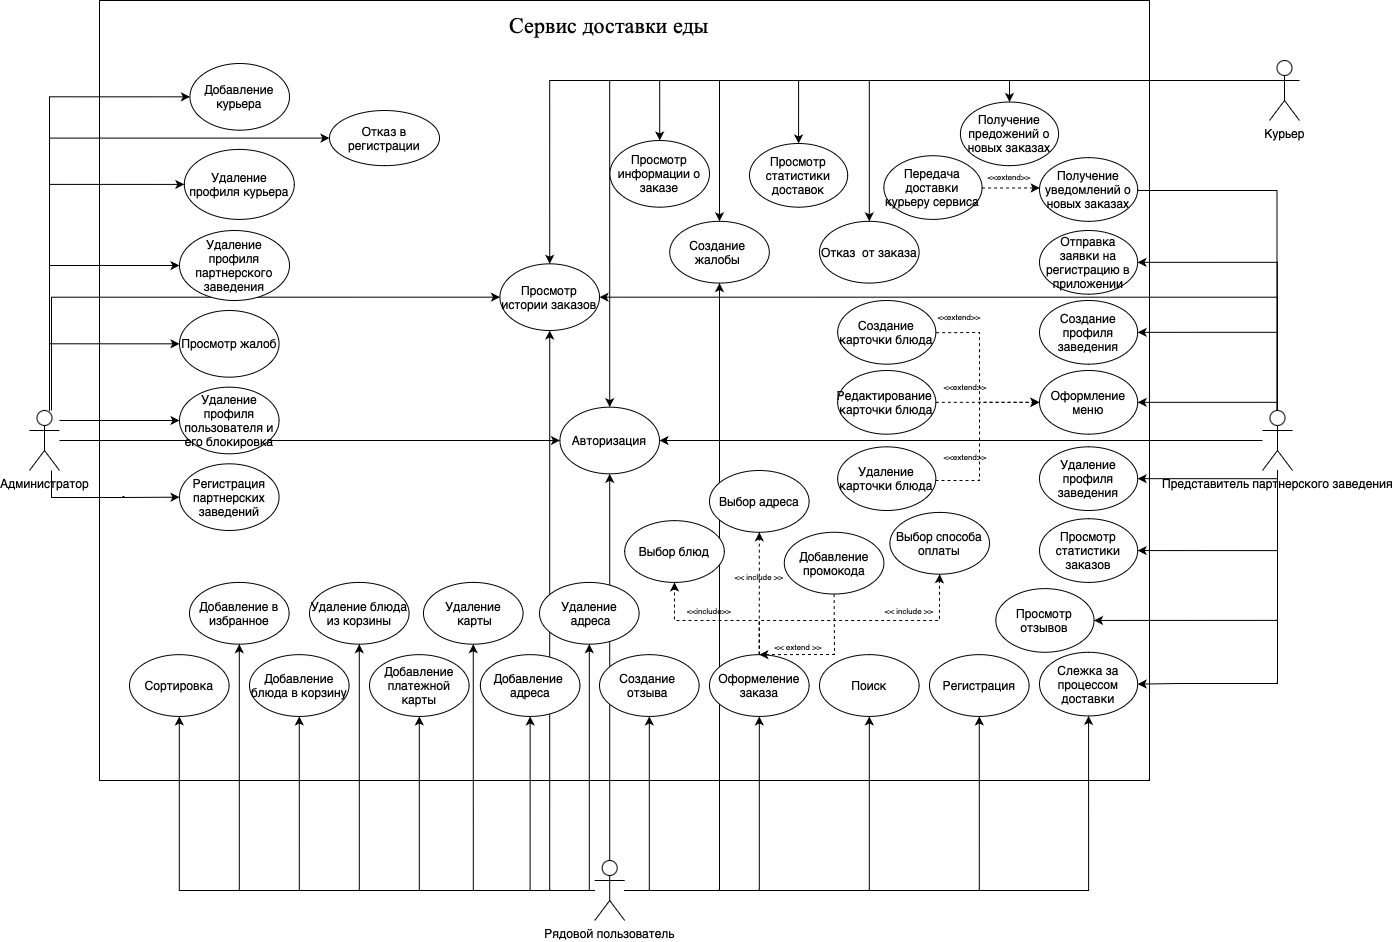 Сервис доставки еды
Добавление
курьера
Отказ в
регистрации
Удаление
профиля курьера
Удаление
профиля
партнерского
заведения
Просмотр жалоб
Удаление
профиля
пользователя и
его блокировка
Регистрация
партнерских
заведений
Администратор
Курьер
Получение
предожений о
новых заказах
Просмотр
информации о
заказе
Просмотр
статистики
доставок
Передача
доставки
курьеру сервиса
<<extend>>
Получение
уведомлений о
новых заказах
Создание
жалобы
Отказ от заказа
Отправка
заявки на
регистрацию в
приложении
Просмотр
истории заказов
Создание
карточки блюда
<<extend>>
Создание
профиля
заведения
Редактирование
карточки блюда
<<extend>>
Оформление
меню
Авторизация
Удаление
карточки блюда
<<extend>>
Удаление
профиля
заведения
Представитель партнерского заведения
Выбор адреса
Выбор блюд
Добавление
промокода
Выбор способа
оплаты
Просмотр
статистики
заказов
<< include >>
<<include>>
<< include >>
<< extend >>
Добавление в
избранное
Удаление блюда
из корзины
Удаление
карты
Удаление
адреса
Просмотр
отзывов
Сортировка
Добавление
блюда в корзину
Добавление
платежной
карты
Добавление
адреса
Создание
отзыва
Оформеление
заказа
Поиск
Регистрация
Слежка за
процессом
доставки
Рядовой пользователь